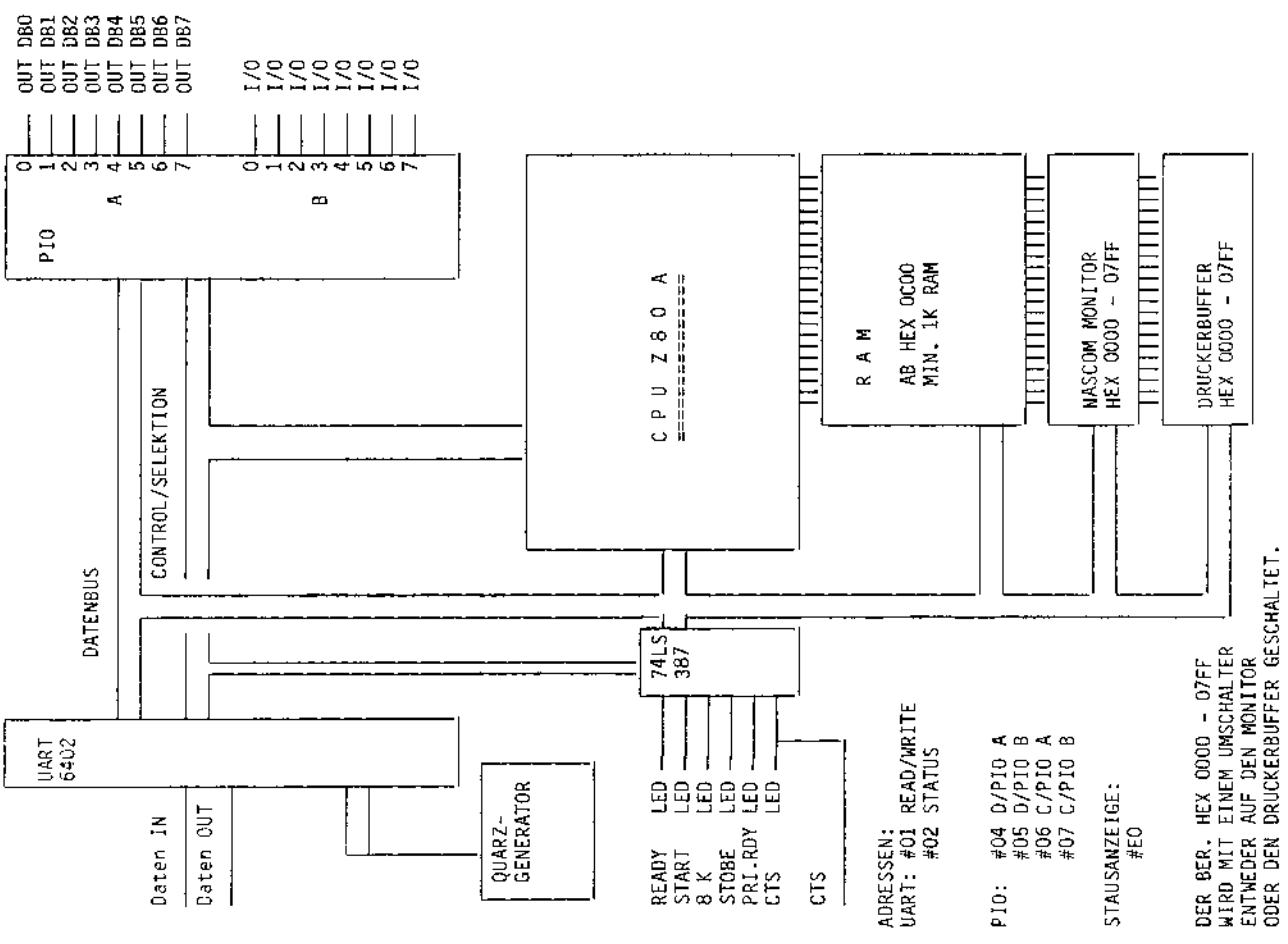 Daten IN
Daten OUT
UART
6402
DATENBUS
CONTROL/SELEKTION
PIO
A
0 OUT DB0
1 OUT DB1
2 OUT DB2
3 OUT DB3
4 OUT DB4
5 OUT DB5
6 OUT DB6
7 OUT DB7
B
0 I/O
1 I/O
2 I/O
3 I/O
4 I/O
5 I/O
6 I/O
7 I/O
QUARZ-
GENERATOR
READY LED
START LED
8 K LED
STOBE LED
PRI.RDY LED
CTS LED
CTS
74LS
387
C P U Z 8 0 A
=============
R A M
AB HEX 0C00
MIN. 1K RAM
NASCOM MONITOR
HEX 0000 - 07FF
DRUCKERBUFFER
HEX 0000 - 07FF
ADRESSEN:
UART: #01 READ/WRITE
#02 STATUS
PIO: #04 D/PIO A
#05 D/PIO B
#06 C/PIO A
#07 C/PIO B
STAUSANZEIGE:
#E0
DER BER. HEX 0000 - 07FF
WIRD MIT EINEM UMSCHALTER
ENTWEDER AUF DEN MONITOR
ODER DEN DRUCKERBUFFER GESCHALTET.